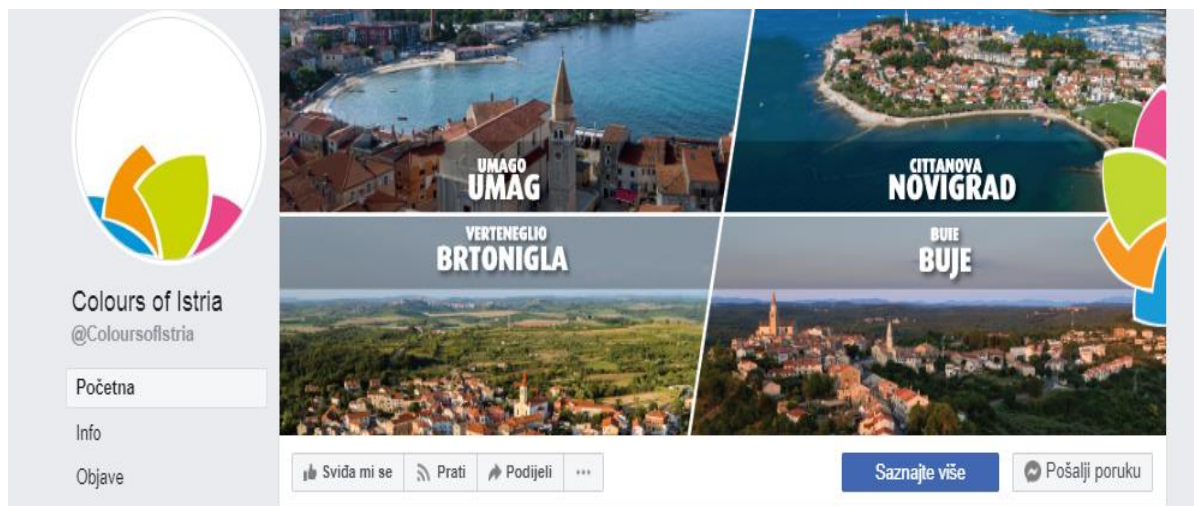 UMAGO
UMAG
CITTANOVA
NOVIGRAD
VERTENEGLIO
BRTONIGLA
BUIE
BUJE
Colours of Istria
@ColoursofIstria
Početna
Info
Objave
Sviđa mi se
Prati
Podijeli
Saznajte više
Pošalji poruku